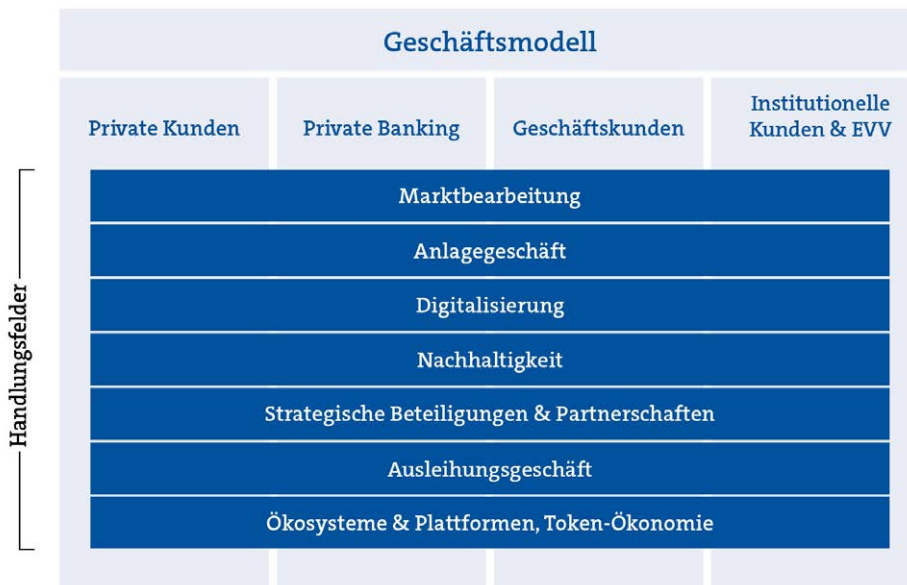 Geschäftsmodell
Private Kunden
Private Banking
Geschäftskunden
Institutionelle
Kunden & EVV
Handlungsfelder
Marktbearbeitung
Anlagegeschäft
Digitalisierung
Nachhaltigkeit
Strategische Beteiligungen & Partnerschaften
Ausleihungsgeschäft
Ökosysteme & Plattformen, Token-Ökonomie